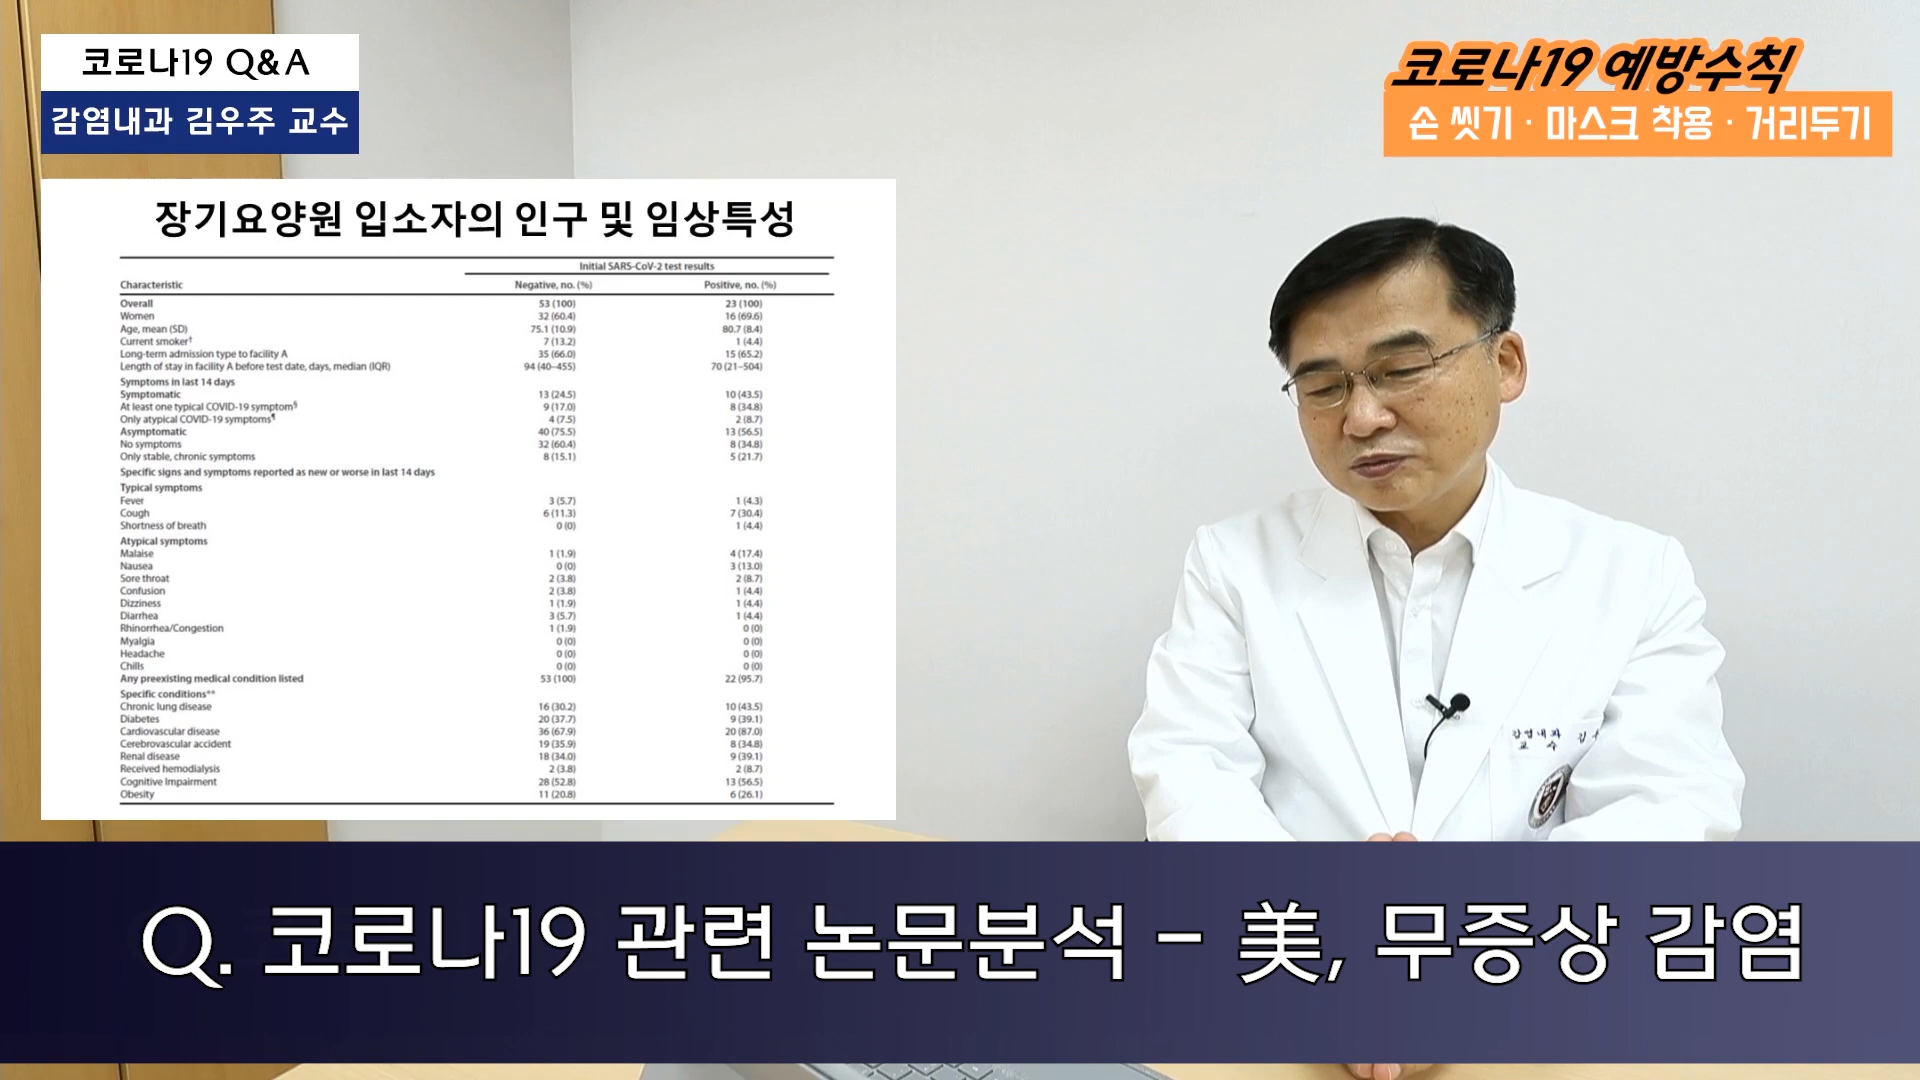 코로나19 Q&A
감염내과 김우주 교수
코로나19 예방수칙
손 씻기 · 마스크 착용 · 거리두기
장기요양원 입소자의 인구 및 임상특성
Initial SARS-CoV-2 test results
Characteristic Negative, no. (%) Positive, no. (%)
Overall 53 (100) 23 (100)
Women 32 (60.4) 16 (69.6)
Age, mean (SD) 75.1 (10.9) 80.7 (8.4)
Current smoker† 7 (13.2) 1 (4.4)
Long-term admission type to facility A 35 (66.0) 15 (65.2)
Length of stay in facility A before test date, days, median (IQR) 94 (40–455) 70 (21–504)
Symptoms in last 14 days
Symptomatic 13 (24.5) 10 (43.5)
At least one typical COVID-19 symptom§ 9 (17.0) 8 (34.8)
Only atypical COVID-19 symptoms¶ 4 (7.5) 2 (8.7)
Asymptomatic 40 (75.5) 13 (56.5)
No symptoms 32 (60.4) 8 (34.8)
Only stable, chronic symptoms 8 (15.1) 5 (21.7)
Specific signs and symptoms reported as new or worse in last 14 days
Typical symptoms
Fever 3 (5.7) 1 (4.3)
Cough 6 (11.3) 7 (30.4)
Shortness of breath 0 (0) 1 (4.4)
Atypical symptoms
Malaise 1 (1.9) 4 (17.4)
Nausea 0 (0) 3 (13.0)
Sore throat 2 (3.8) 2 (8.7)
Confusion 2 (3.8) 1 (4.4)
Dizziness 1 (1.9) 1 (4.4)
Diarrhea 3 (5.7) 1 (4.4)
Rhinorrhea/Congestion 1 (1.9) 0 (0)
Myalgia 0 (0) 0 (0)
Headache 0 (0) 0 (0)
Chills 0 (0) 0 (0)
Any preexisting medical condition listed 53 (100) 22 (95.7)
Specific conditions**
Chronic lung disease 16 (30.2) 10 (43.5)
Diabetes 20 (37.7) 9 (39.1)
Cardiovascular disease 36 (67.9) 20 (87.0)
Cerebrovascular accident 19 (35.9) 8 (34.8)
Renal disease 18 (34.0) 9 (39.1)
Received hemodialysis 2 (3.8) 2 (8.7)
Cognitive Impairment 28 (52.8) 13 (56.5)
Obesity 11 (20.8) 6 (26.1)
감염내과
교 수 김
Q. 코로나19 관련 논문분석 - 美, 무증상 감염